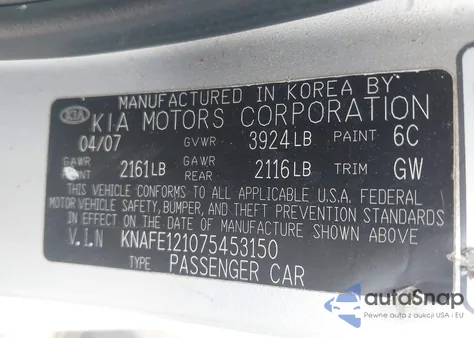 MANUFACTURED IN KOREA BY
KIA KIA MOTORS CORPORATION
04/07 GVWR 3924LB PAINT 6C
GAWR 2161LB GAWR 2116LB TRIM GW
NT REAR
THIS VEHICLE CONFORMS TO ALL APPLICABLE U.S.A. FEDERAL
MOTOR VEHICLE SAFETY, BUMPER, AND THEFT PREVENTION STANDARDS
IN EFFECT ON THE DATE OF MANUFACTURE SHOWN ABOVE
V.I.N KNAFE121075453150
TYPE PASSENGER CAR
autoSnap
Pewne auta z aukcji USA i EU